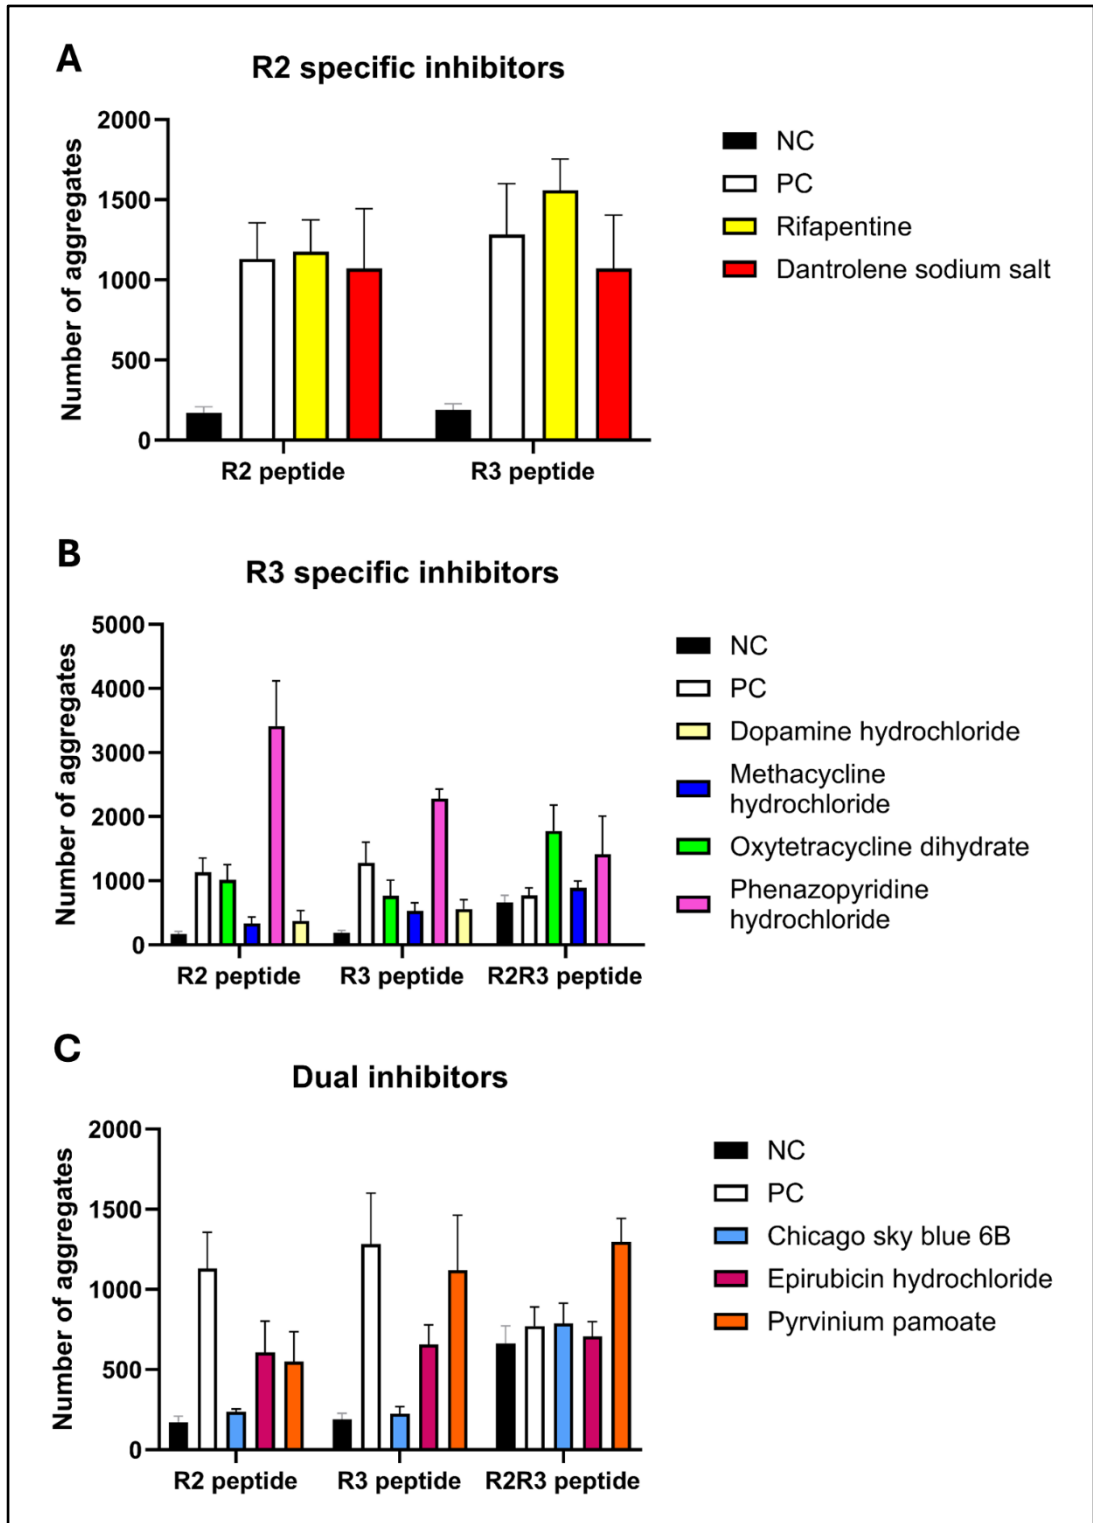 A
R2 specific inhibitors
Number of aggregates
2000
1500
1000
500
0
R2 peptide
R3 peptide
NC
PC
Rifapentine
Dantrolene sodium salt
B
R3 specific inhibitors
Number of aggregates
5000
4000
3000
2000
1000
0
R2 peptide
R3 peptide
R2R3 peptide
NC
PC
Dopamine hydrochloride
Methacycline
hydrochloride
Oxytetracycline dihydrate
Phenazopyridine
hydrochloride
C
Dual inhibitors
Number of aggregates
2000
1500
1000
500
0
R2 peptide
R3 peptide
R2R3 peptide
NC
PC
Chicago sky blue 6B
Epirubicin hydrochloride
Pyrvinium pamoate